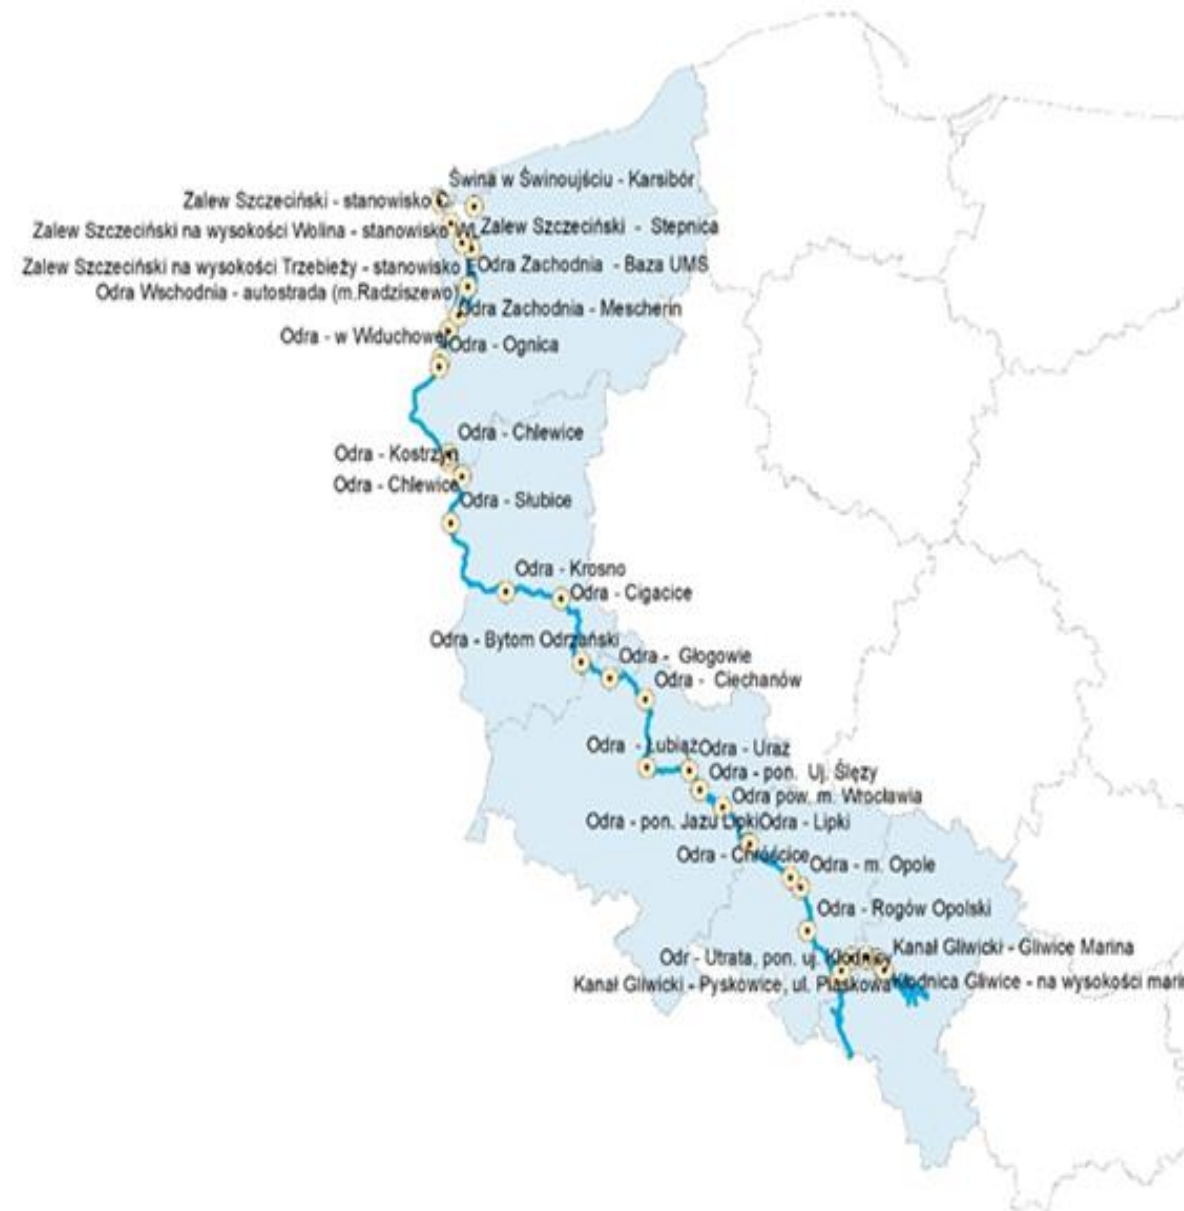 Świna w Świnoujściu - Karsibór
Zalew Szczeciński - stanowisko C
Zalew Szczeciński - Stepnica
Zalew Szczeciński na wysokości Wolina - stanowisko
Odra Zachodnia - Baza UMS
Zalew Szczeciński na wysokości Trzebieży - stanowisko E
Odra Wschodnia - autostrada (m.Radziszewo)
Odra Zachodnia - Mescherin
Odra - w Widuchowej
Odra - Ognica
Odra - Chlewice
Odra - Kostrzyn
Odra - Chlewice
Odra - Słubice
Odra - Krosno
Odra - Cigacice
Odra - Bytom Odrzański
Odra - Głogowie
Odra - Ciechanów
Odra - Lubiąż
Odra - Uraz
Odra - pon. Uj. Ślęzy
Odra pow. m. Wrocławia
Odra - pon. Jazu Lipki
Odra - Lipki
Odra - Chróścice
Odra - m. Opole
Odra - Rogów Opolski
Kanał Gliwicki - Gliwice Marina
Odr - Utrata, pon. uj. Kłodnicy
Kanał Gliwicki - Pyskowice, ul. Piaskowa
Kłodnica Gliwice - na wysokości